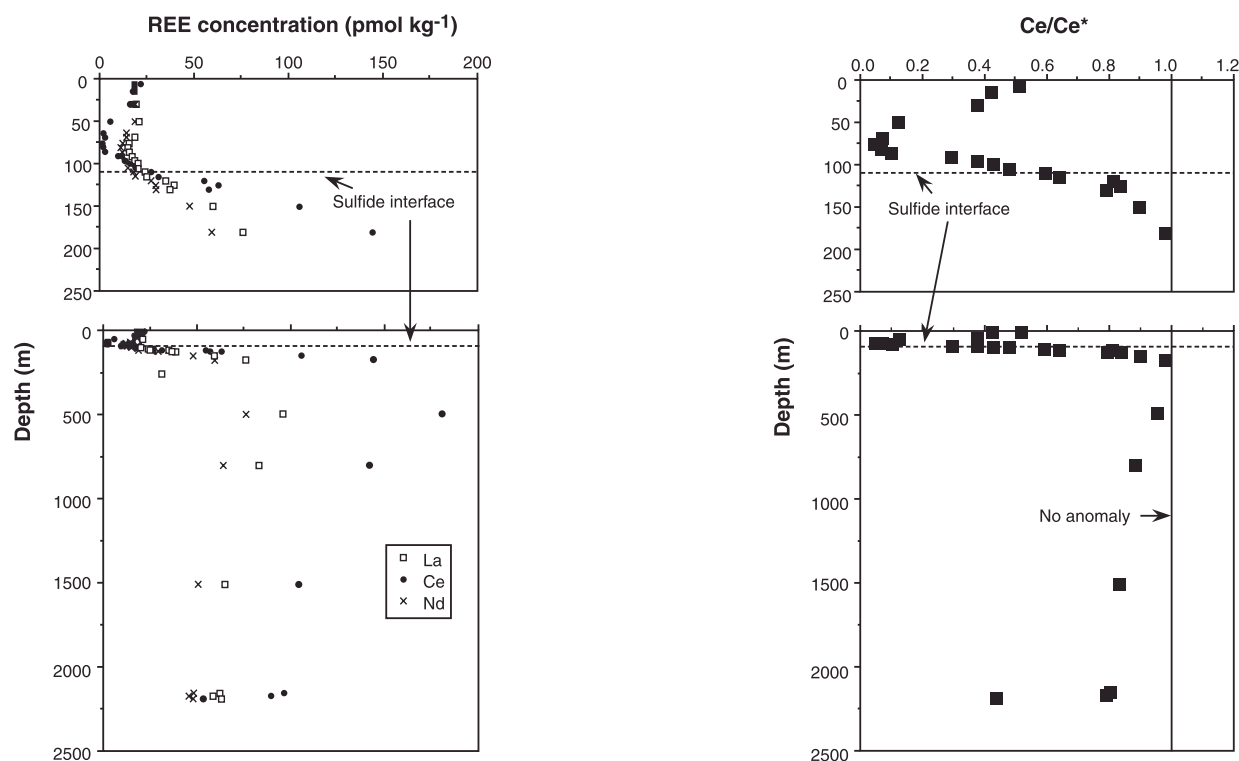 REE concentration (pmol kg-1)
0 50 100 150 200
0
50
100
150
200
250
Sulfide interface
0
500
1000
1500
2000
2500
Depth (m)
La
Ce
Nd
Ce/Ce*
0.0 0.2 0.4 0.6 0.8 1.0 1.2
0
50
100
150
200
250
Sulfide interface
0
500
1000
1500
2000
2500
Depth (m)
No anomaly